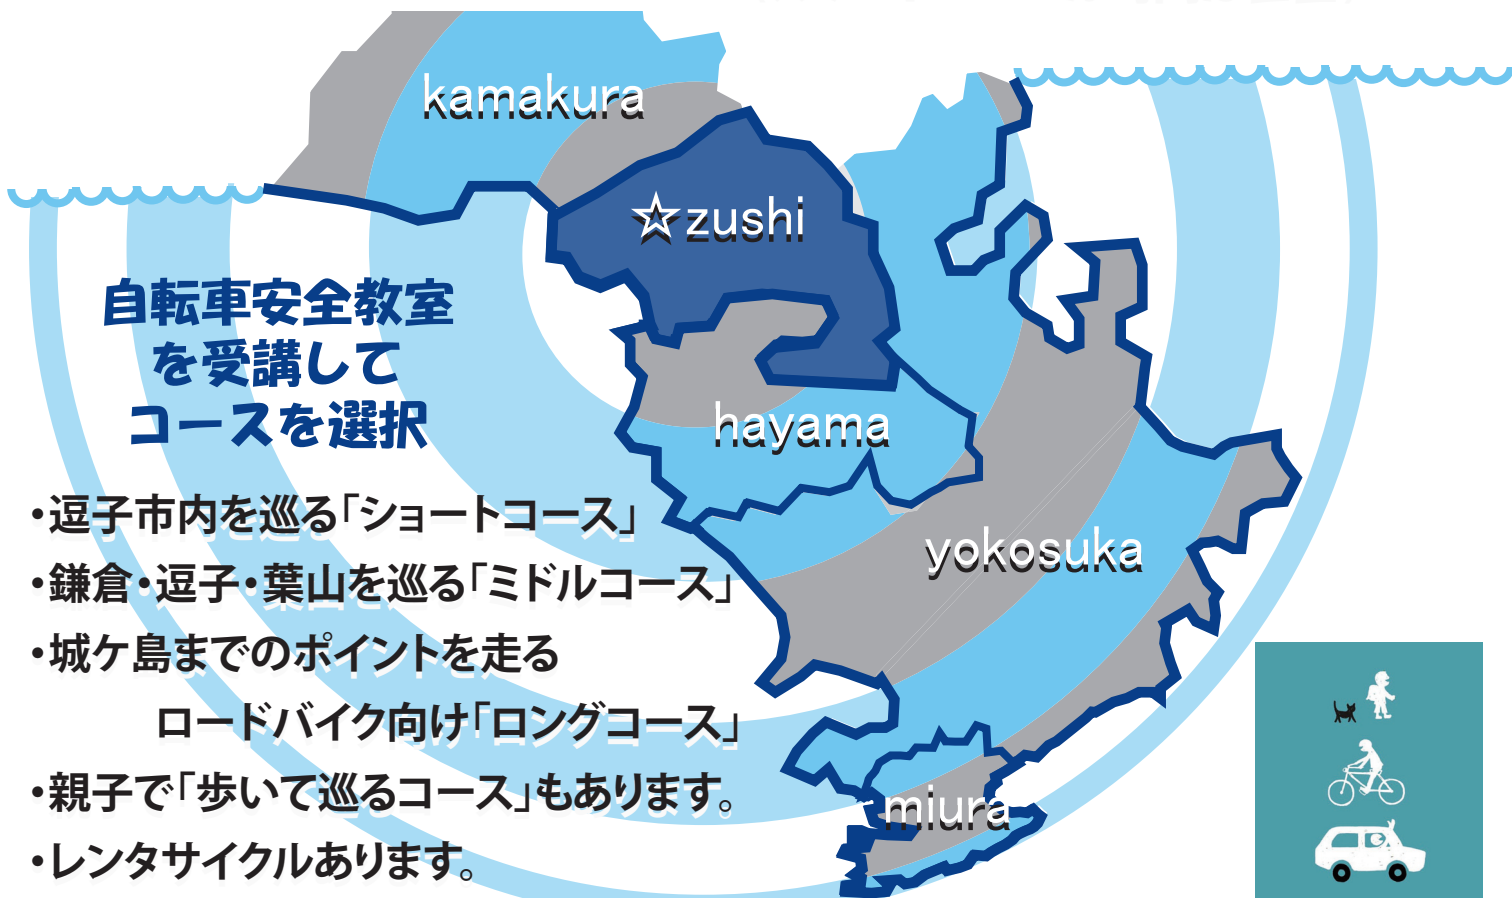 kamakura
☆zushi
自転車安全教室
を受講して
コースを選択
hayama
・逗子市内を巡る「ショートコース」
yokosuka
・鎌倉・逗子・葉山を巡る「ミドルコース」
・城ケ島までのポイントを走る
ロードバイク向け「ロングコース」
・親子で「歩いて巡るコース」もあります。
miura
・レンタサイクルあります。